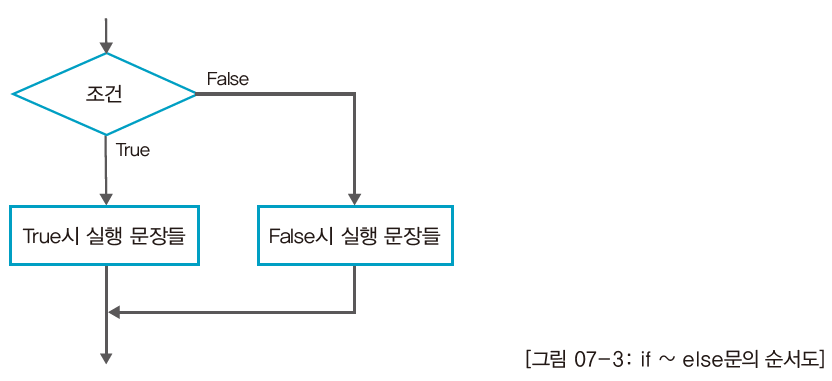 False
조건
True
True시 실행 문장들
False시 실행 문장들
[그림 07-3: if ~ else문의 순서도]